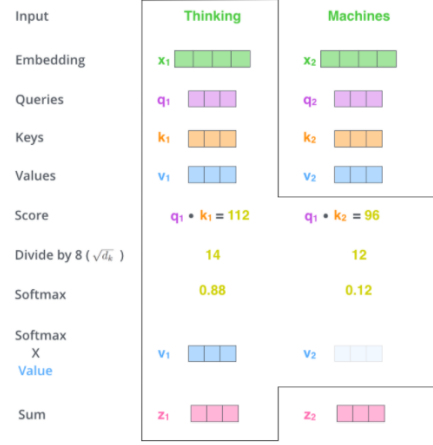 Input Thinking Machines
Embedding x₁ x₂
Queries q₁ q₂
Keys k₁ k₂
Values v₁ v₂
Score q₁ • k₁ = 112 q₁ • k₂ = 96
Divide by 8 ( √dₖ ) 14 12
Softmax 0.88 0.12
Softmax
X v₁ v₂
Value
Sum z₁ z₂